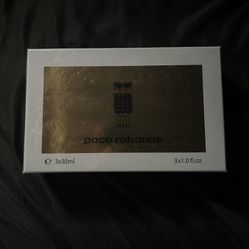 paco rabanne
℮ 3x30ml
3x1.0 fl.oz.